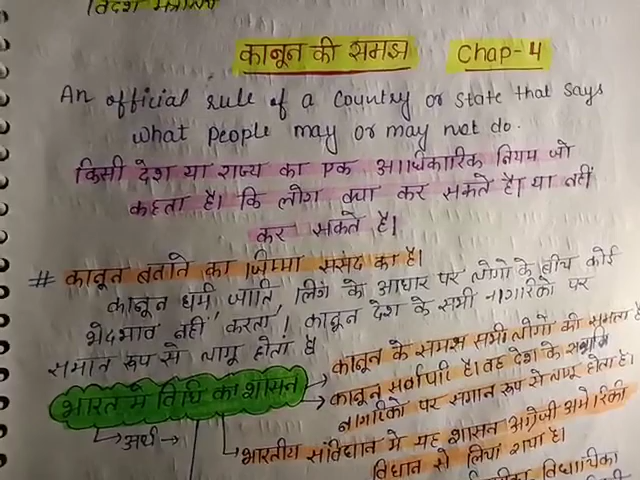 विदेश मंत्रालय
कानून की समझ Chap-4
An official rule of a country or state that says
what people may or may not do.
किसी देश या राज्य का एक आधिकारिक नियम जो
कहता है। कि लोग क्या कर सकते है। या नहीं
कर सकते है।
# कानून बनाने का जिम्मा संसद का है।
कानून धर्म, जाति, लिंग के आधार पर लोगो के बीच कोई
भेदभाव नहीं करता। कानून देश के सभी नागरिको पर
समान रूप से लागू होता है
भारत में विधि का शासन
कानून के समक्ष सभी लोगों की समानता है
कानून सर्वोपरि है। वह देश के सभी
नागरिको पर समान रूप से लागू होता है।
अर्थ →
भारतीय संविधान मे यह शासन अंग्रेजी अमेरिकी
विधान से लिया गया है।